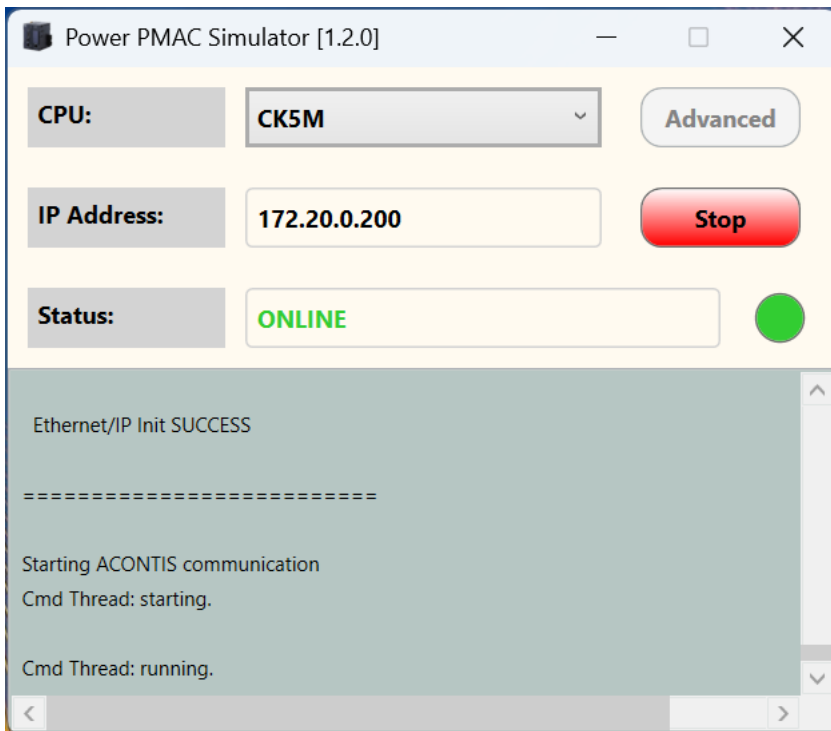 Power PMAC Simulator [1.2.0]
CPU:
CK5M
Advanced
IP Address:
172.20.0.200
Stop
Status:
ONLINE
Ethernet/IP Init SUCCESS
==========================
Starting ACONTIS communication
Cmd Thread: starting.
Cmd Thread: running.